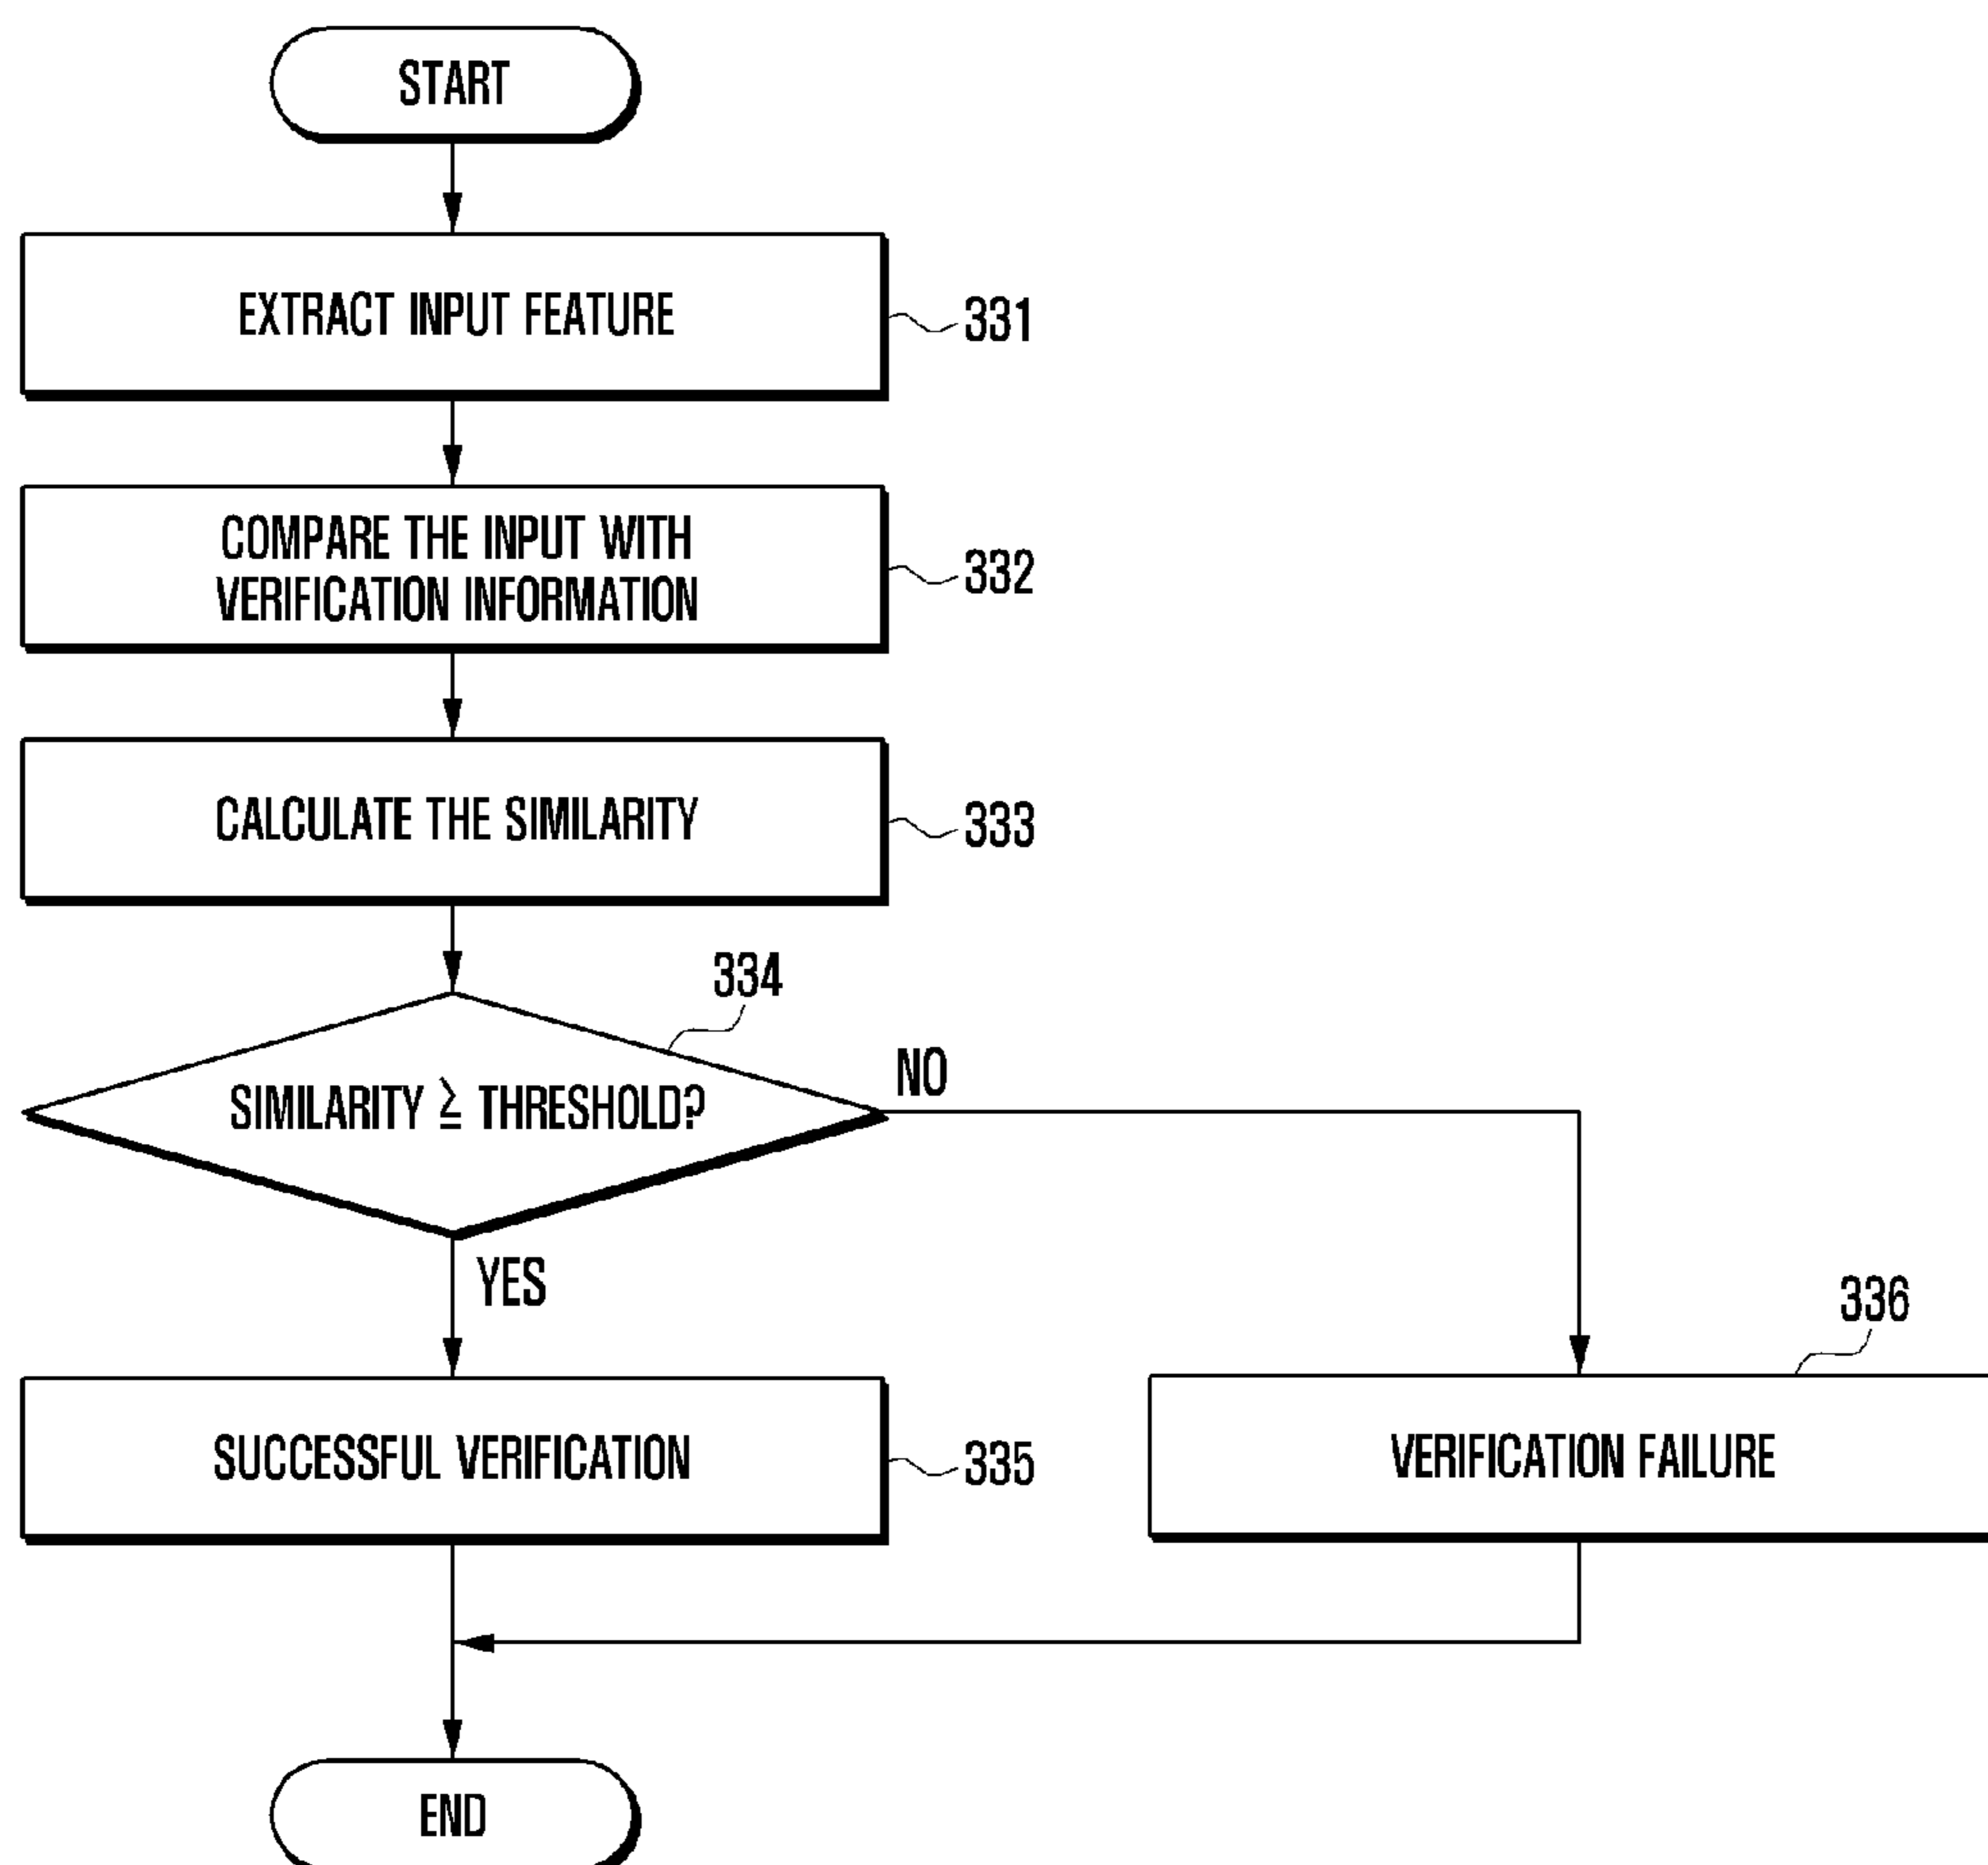 START
EXTRACT INPUT FEATURE
331
COMPARE THE INPUT WITH
VERIFICATION INFORMATION
332
CALCULATE THE SIMILARITY
333
334
SIMILARITY ≥ THRESHOLD?
NO
YES
336
SUCCESSFUL VERIFICATION
335
VERIFICATION FAILURE
END